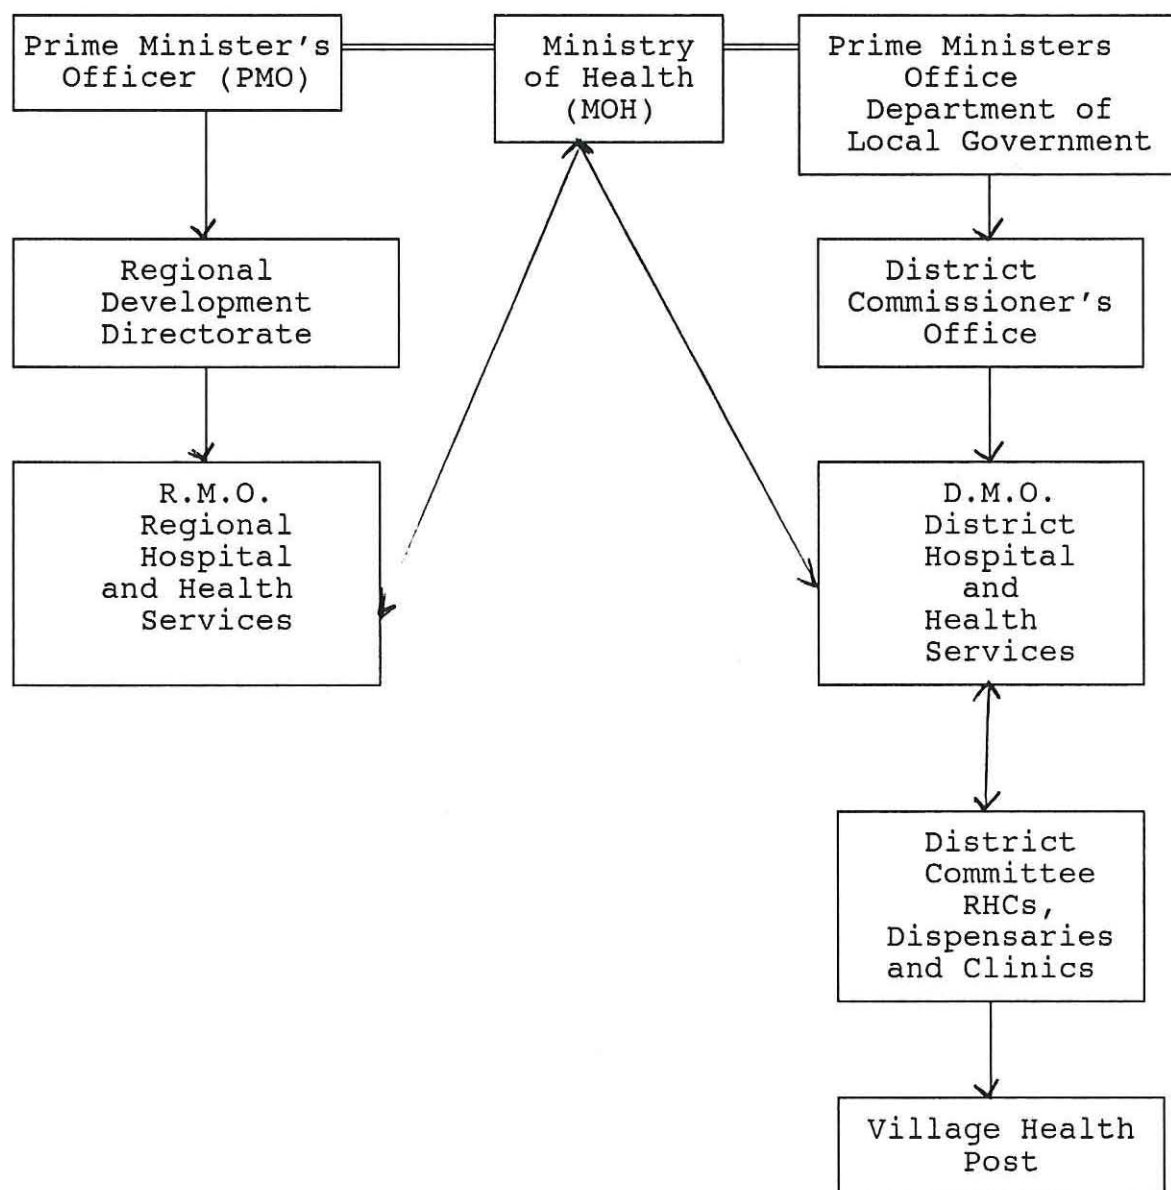 Prime Minister's
Officer (PMO)
Ministry
of Health
(MOH)
Prime Ministers
Office
Department of
Local Government
Regional
Development
Directorate
District
Commissioner's
Office
R.M.O.
Regional
Hospital
and Health
Services
D.M.O.
District
Hospital
and
Health
Services
District
Committee
RHCs,
Dispensaries
and Clinics
Village Health
Post